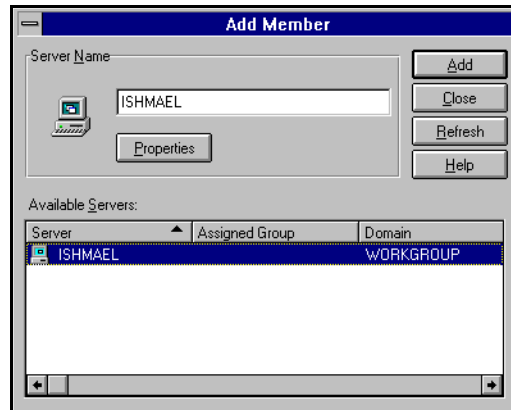 Add Member
Server Name
ISHMAEL
Properties
Add
Close
Refresh
Help
Available Servers:
Server Assigned Group Domain
ISHMAEL WORKGROUP